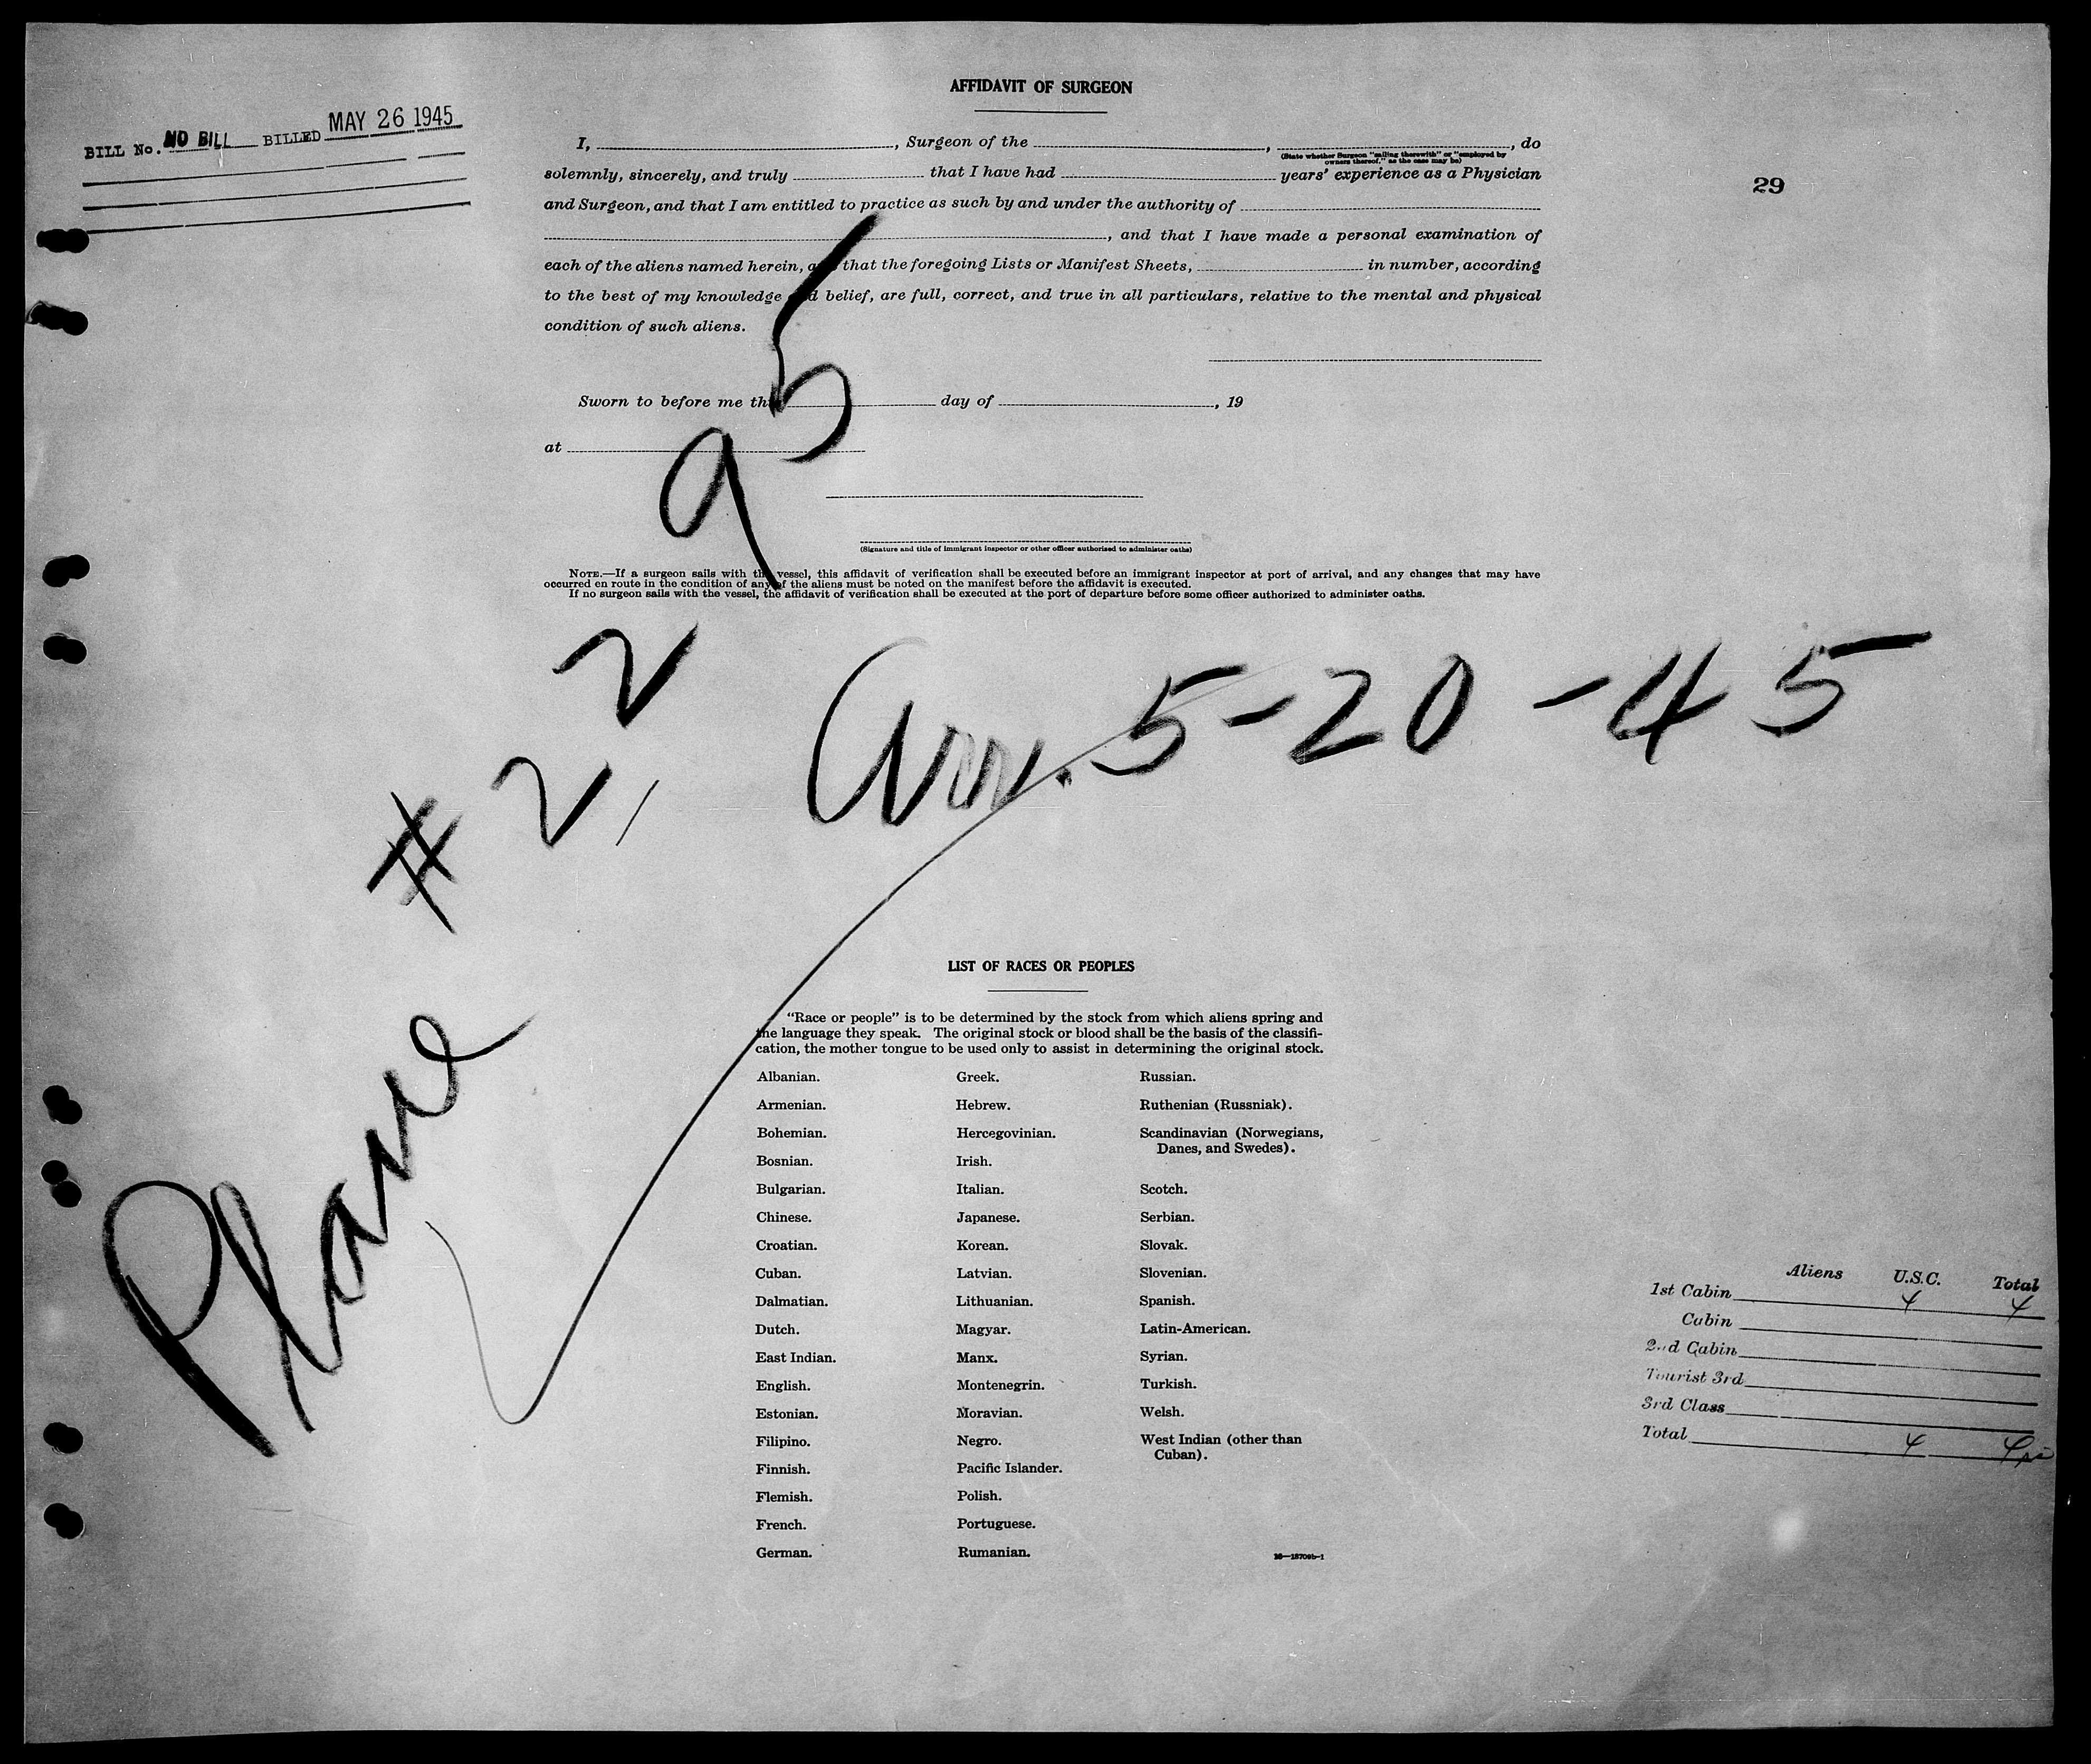 AFFIDAVIT OF SURGEON
BILL No. NO BILL BILLED MAY 26 1945
I, , Surgeon of the , , do
(State whether Surgeon "sailing therewith" or "employed by
owners thereof," as the case may be)
solemnly, sincerely, and truly that I have had years' experience as a Physician
29
and Surgeon, and that I am entitled to practice as such by and under the authority of
, and that I have made a personal examination of
each of the aliens named herein, and that the foregoing Lists or Manifest Sheets, in number, according
to the best of my knowledge and belief, are full, correct, and true in all particulars, relative to the mental and physical
condition of such aliens.
Sworn to before me this day of , 19
at
(Signature and title of immigrant inspector or other officer authorized to administer oaths)
NOTE.—If a surgeon sails with the vessel, this affidavit of verification shall be executed before an immigrant inspector at port of arrival, and any changes that may have
occurred en route in the condition of any of the aliens must be noted on the manifest before the affidavit is executed.
If no surgeon sails with the vessel, the affidavit of verification shall be executed at the port of departure before some officer authorized to administer oaths.
Plane # 2,295
Arr. 5-20-45
LIST OF RACES OR PEOPLES
"Race or people" is to be determined by the stock from which aliens spring and
the language they speak. The original stock or blood shall be the basis of the classifi-
cation, the mother tongue to be used only to assist in determining the original stock.
Albanian. Greek. Russian.
Armenian. Hebrew. Ruthenian (Russniak).
Bohemian. Hercegovinian. Scandinavian (Norwegians,
Danes, and Swedes).
Bosnian. Irish.
Bulgarian. Italian. Scotch.
Chinese. Japanese. Serbian.
Croatian. Korean. Slovak.
Cuban. Latvian. Slovenian.
Dalmatian. Lithuanian. Spanish.
Dutch. Magyar. Latin-American.
East Indian. Manx. Syrian.
English. Montenegrin. Turkish.
Estonian. Moravian. Welsh.
Filipino. Negro. West Indian (other than
Cuban).
Finnish. Pacific Islander.
Flemish. Polish.
French. Portuguese.
German. Rumanian.
Aliens U.S.C. Total
1st Cabin 4 4
Cabin
2nd Cabin
Tourist 3rd
3rd Class
Total 4 4